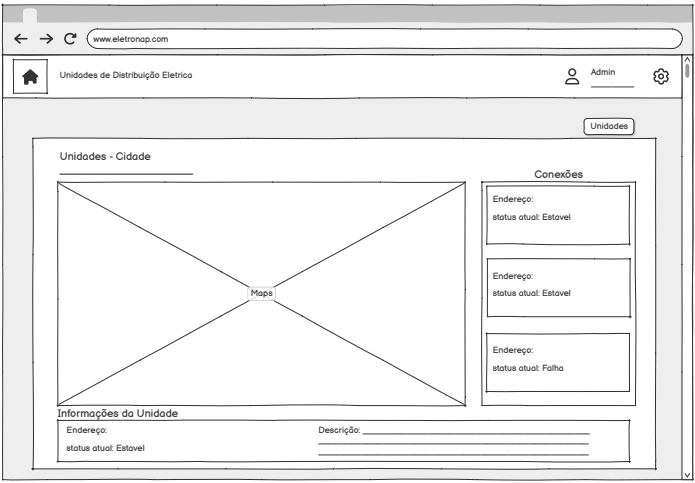 www.eletronap.com
Unidades de Distribuição Eletrica
Admin
Unidades
Unidades - Cidade
Conexões
Endereço:
status atual: Estavel
Endereço:
status atual: Estavel
Endereço:
status atual: Falha
Maps
Informações da Unidade
Endereço:
status atual: Estavel
Descrição: